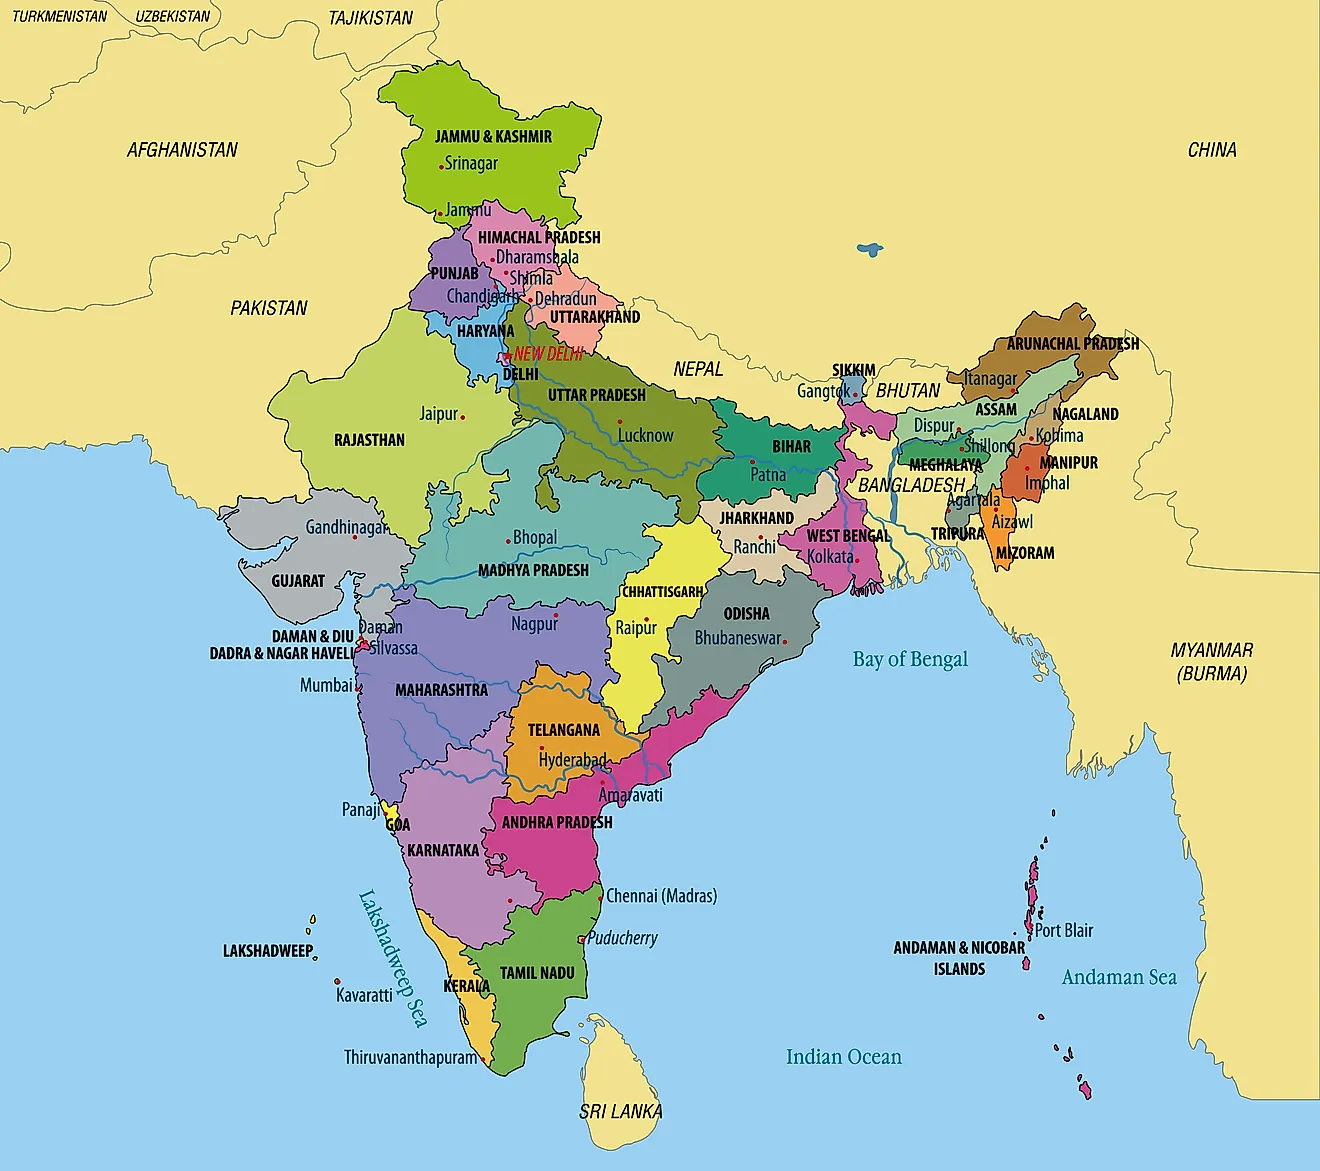 TURKMENISTAN
UZBEKISTAN
TAJIKISTAN
AFGHANISTAN
JAMMU & KASHMIR
Srinagar
CHINA
Jammu
HIMACHAL PRADESH
Dharamshala
PUNJAB
Shimla
Chandigarh
Dehradun
PAKISTAN
UTTARAKHAND
HARYANA
NEW DELHI
DELHI
NEPAL
SIKKIM
Gangtok
BHUTAN
ARUNACHAL PRADESH
Itanagar
UTTAR PRADESH
Jaipur
ASSAM
NAGALAND
Dispur
Lucknow
Kohima
RAJASTHAN
BIHAR
Shillong
MEGHALAYA
MANIPUR
Patna
BANGLADESH
Imphal
Agartala
Gandhinagar
JHARKHAND
Aizawl
Bhopal
WEST BENGAL
TRIPURA
Ranchi
Kolkata
MIZORAM
MADHYA PRADESH
GUJARAT
CHHATTISGARH
ODISHA
Nagpur
Raipur
Daman
DAMAN & DIU
Bhubaneswar
Silvassa
DADRA & NAGAR HAVELI
Bay of Bengal
MYANMAR
(BURMA)
Mumbai
MAHARASHTRA
TELANGANA
Hyderabad
Amaravati
Panaji
GOA
ANDHRA PRADESH
KARNATAKA
Chennai (Madras)
Lakshadweep Sea
Port Blair
Puducherry
LAKSHADWEEP
ANDAMAN & NICOBAR
ISLANDS
TAMIL NADU
Andaman Sea
KERALA
Kavaratti
Thiruvananthapuram
Indian Ocean
SRI LANKA